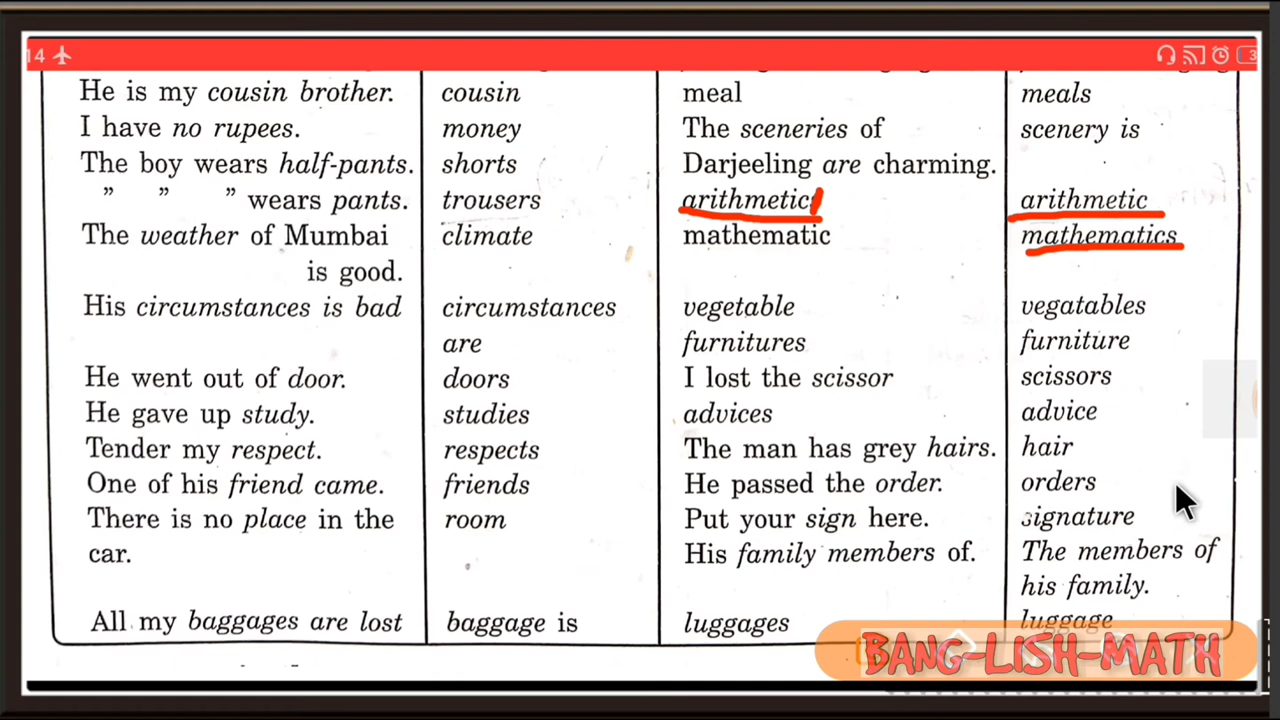 14
3
He is my cousin brother. cousin meal meals
I have no rupees. money The sceneries of scenery is
The boy wears half-pants. shorts Darjeeling are charming.
” ” ” wears pants. trousers arithmetics arithmetic
The weather of Mumbai climate mathematic mathematics
is good.
His circumstances is bad circumstances vegetable vegatables
are furnitures furniture
He went out of door. doors I lost the scissor scissors
He gave up study. studies advices advice
Tender my respect. respects The man has grey hairs. hair
One of his friend came. friends He passed the order. orders
There is no place in the room Put your sign here. signature
car. His family members of. The members of
his family.
All my baggages are lost baggage is luggages luggage
BANG-LISH-MATH